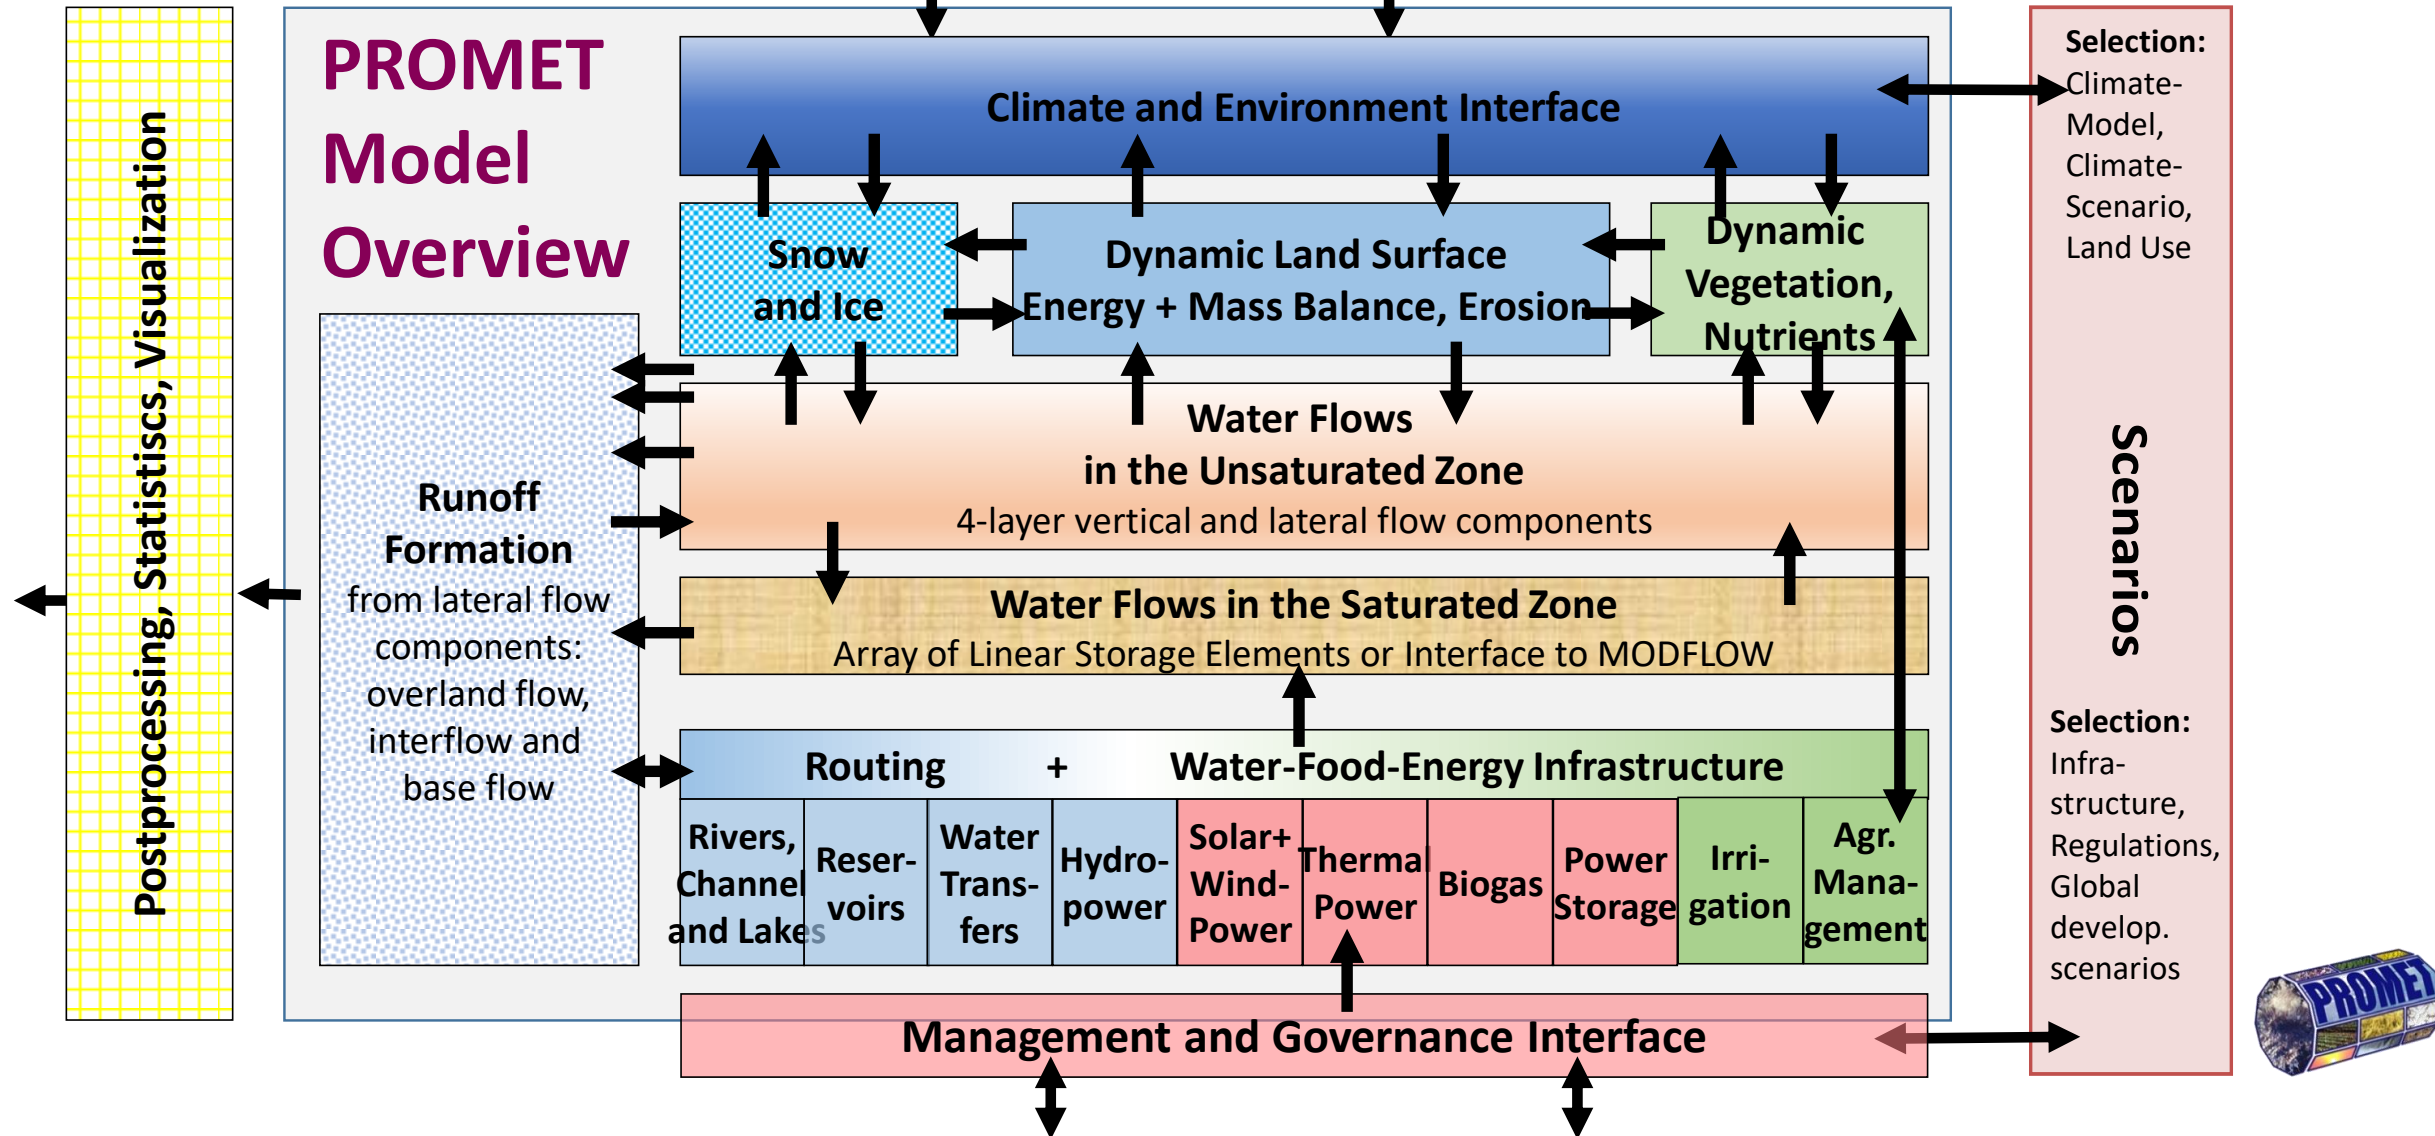 PROMET
Model
Overview
Postprocessing, Statistiscs, Visualization
Climate and Environment Interface
Snow
and Ice
Dynamic Land Surface
Energy + Mass Balance, Erosion
Dynamic
Vegetation,
Nutrients
Water Flows
in the Unsaturated Zone
4-layer vertical and lateral flow components
Runoff
Formation
from lateral flow
components:
overland flow,
interflow and
base flow
Water Flows in the Saturated Zone
Array of Linear Storage Elements or Interface to MODFLOW
Routing + Water-Food-Energy Infrastructure
Rivers,
Channel
and Lakes
Reser-
voirs
Water
Trans-
fers
Hydro-
power
Solar+
Wind-
Power
Thermal
Power
Biogas
Power
Storage
Irri-
gation
Agr.
Mana-
gement
Management and Governance Interface
Selection:
Climate-
Model,
Climate-
Scenario,
Land Use
Scenarios
Selection:
Infra-
structure,
Regulations,
Global
develop.
scenarios
PROMET